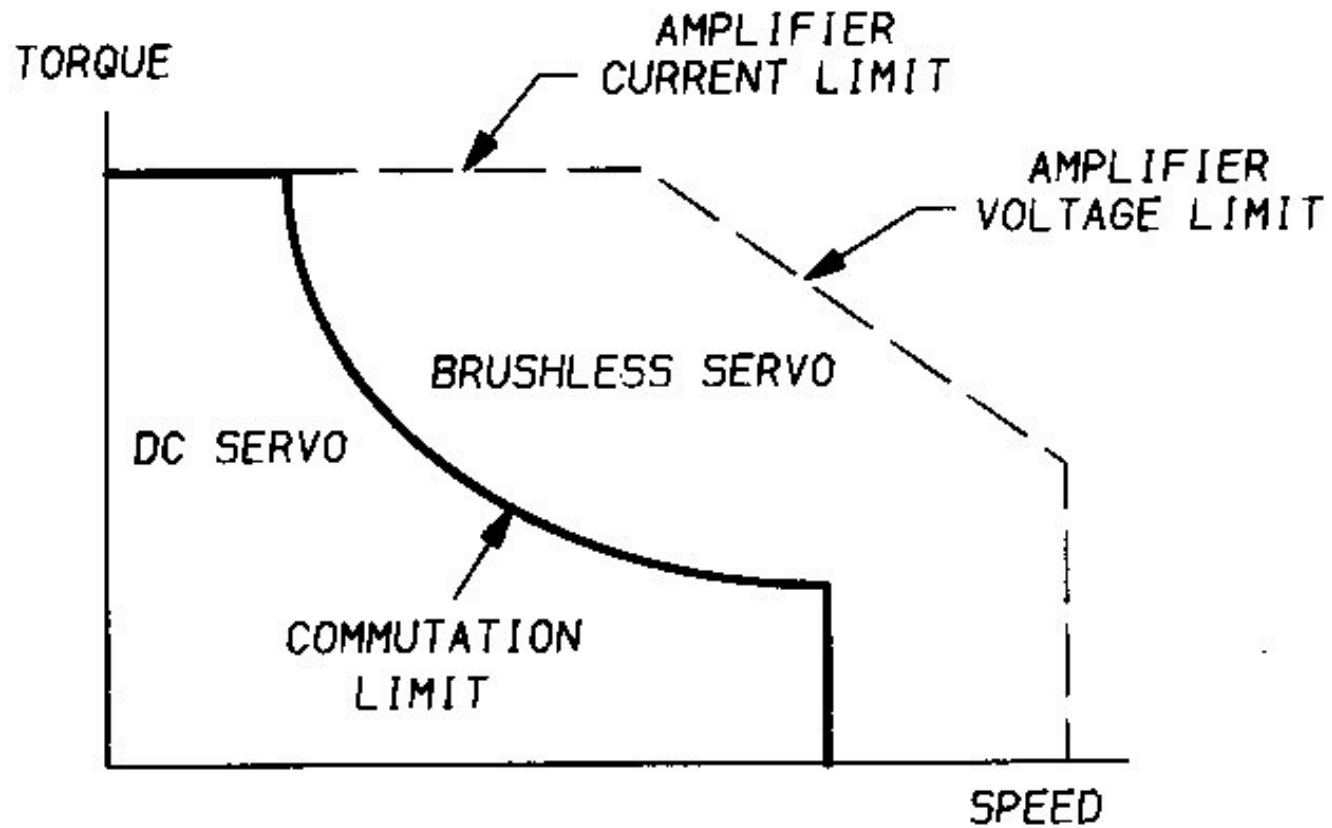 TORQUE
AMPLIFIER
CURRENT LIMIT
AMPLIFIER
VOLTAGE LIMIT
BRUSHLESS SERVO
DC SERVO
COMMUTATION
LIMIT
SPEED